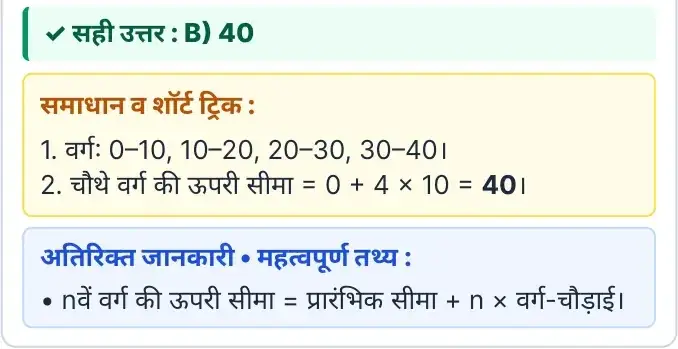 ✓ सही उत्तर : B) 40
समाधान व शॉर्ट ट्रिक :
1. वर्ग: 0–10, 10–20, 20–30, 30–40।
2. चौथे वर्ग की ऊपरी सीमा = 0 + 4 × 10 = 40।
अतिरिक्त जानकारी • महत्वपूर्ण तथ्य :
• nवें वर्ग की ऊपरी सीमा = प्रारंभिक सीमा + n × वर्ग-चौड़ाई।